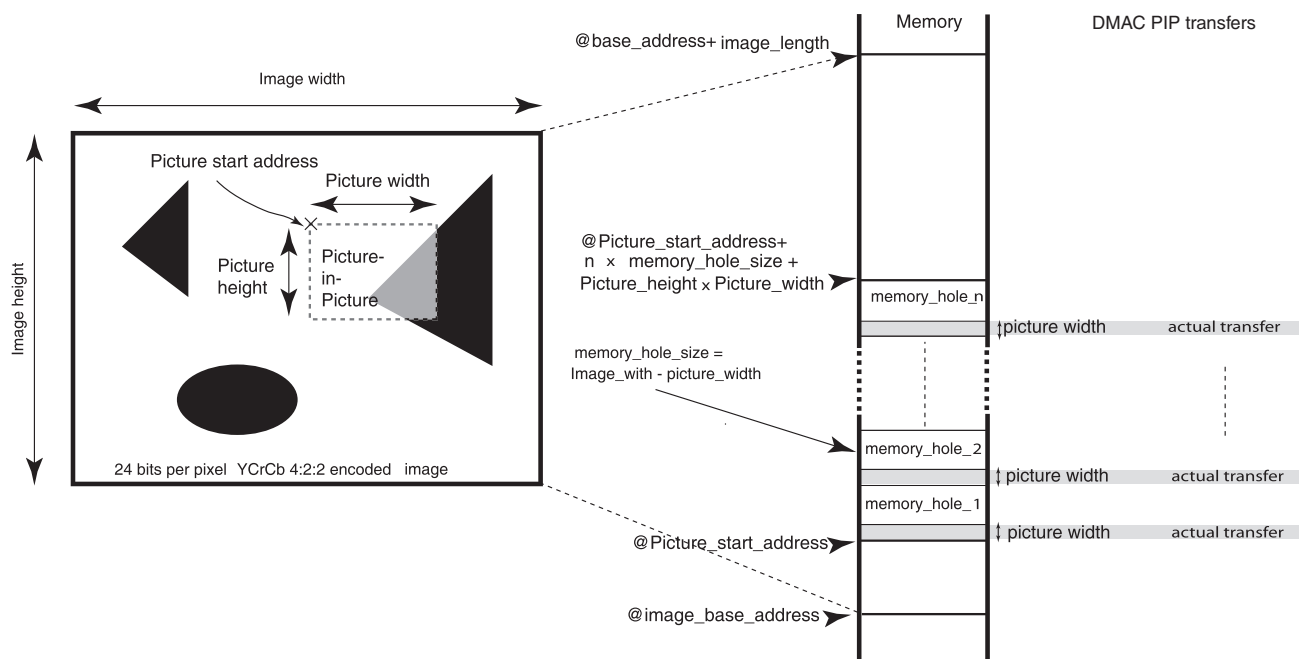 Memory
DMAC PIP transfers
@base_address+ image_length
Image width
Picture start address
Picture width
Image height
Picture
height
Picture-
in-
Picture
@Picture_start_address+
n x memory_hole_size +
Picture_height x Picture_width
memory_hole_n
picture width
actual transfer
memory_hole_size =
Image_with - picture_width
memory_hole_2
picture width
actual transfer
24 bits per pixel YCrCb 4:2:2 encoded image
memory_hole_1
picture width
actual transfer
@Picture_start_address
@image_base_address